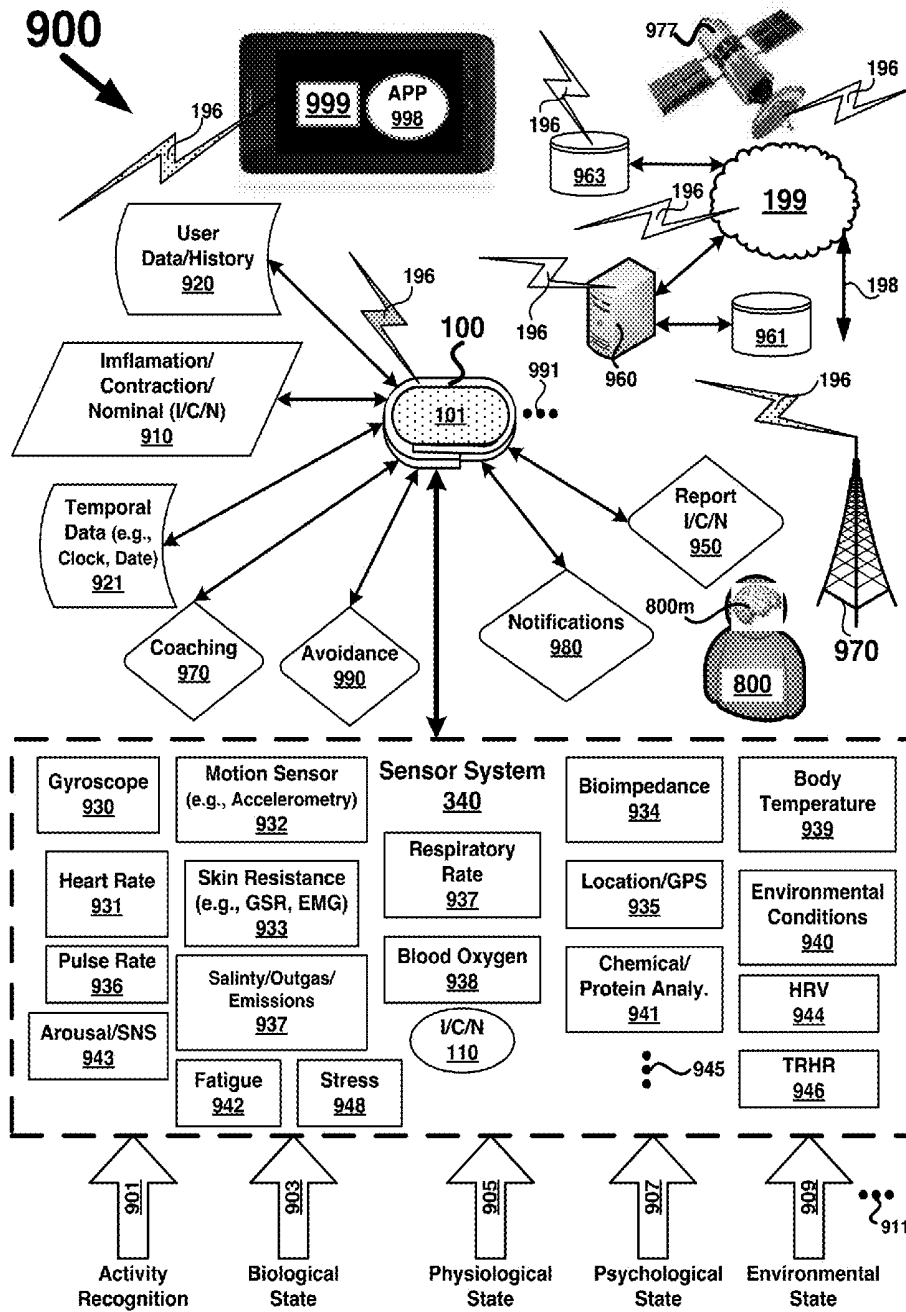 900
196
999
APP
998
977
196
196
963
196
199
User
Data/History
920
196
196
960
961
198
Imflamation/
Contraction/
Nominal (I/C/N)
910
100
101
991
196
Temporal
Data (e.g.,
Clock, Date)
921
Report
I/C/N
950
Coaching
970
Avoidance
990
Notifications
980
800m
800
970
Sensor System
340
Gyroscope
930
Motion Sensor
(e.g., Accelerometry)
932
Bioimpedance
934
Body
Temperature
939
Heart Rate
931
Skin Resistance
(e.g., GSR, EMG)
933
Respiratory
Rate
937
Location/GPS
935
Environmental
Conditions
940
Pulse Rate
936
Salinty/Outgas/
Emissions
937
Blood Oxygen
938
Chemical/
Protein Analy.
941
HRV
944
Arousal/SNS
943
I/C/N
110
945
Fatigue
942
Stress
948
TRHR
946
901
903
905
907
909
911
Activity
Recognition
Biological
State
Physiological
State
Psychological
State
Environmental
State